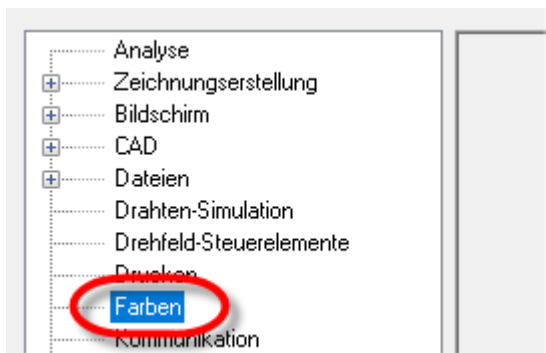 Analyse
Zeichnungserstellung
Bildschirm
CAD
Dateien
Drahten-Simulation
Drehfeld-Steuerelemente
Drucken
Farben
Kommunikation